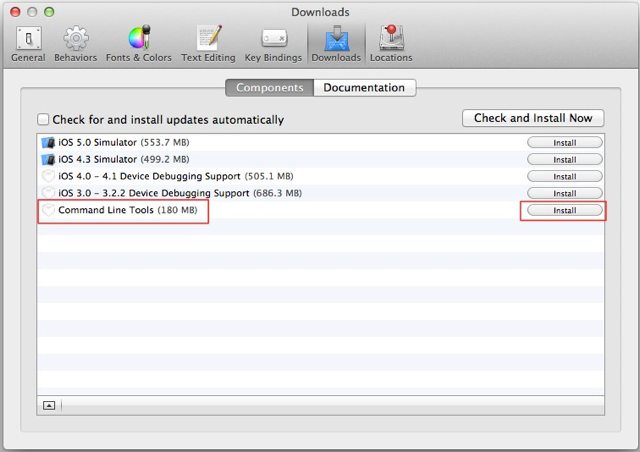 Downloads
General Behaviors Fonts & Colors Text Editing Key Bindings Downloads Locations
Components Documentation
Check for and install updates automatically Check and Install Now
iOS 5.0 Simulator (553.7 MB) Install
iOS 4.3 Simulator (499.2 MB) Install
iOS 4.0 – 4.1 Device Debugging Support (505.1 MB) Install
iOS 3.0 – 3.2.2 Device Debugging Support (686.3 MB) Install
Command Line Tools (180 MB) Install